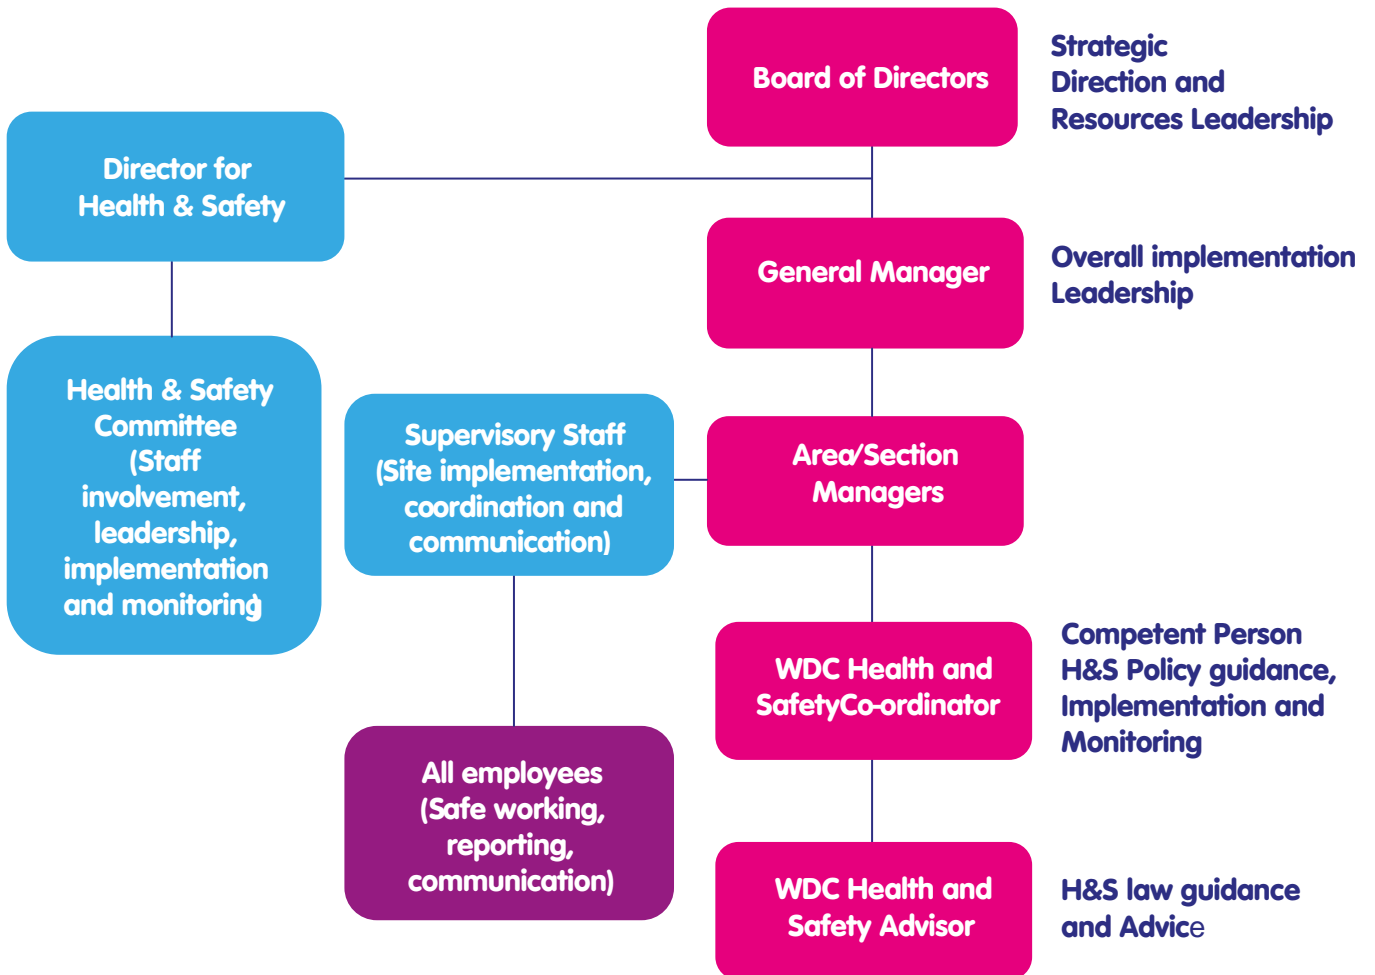 Board of Directors
Strategic
Direction and
Resources Leadership
Director for
Health & Safety
General Manager
Overall implementation
Leadership
Health & Safety
Committee
(Staff
involvement,
leadership,
implementation
and monitoring)
Supervisory Staff
(Site implementation,
coordination and
communication)
Area/Section
Managers
WDC Health and
SafetyCo-ordinator
Competent Person
H&S Policy guidance,
Implementation and
Monitoring
All employees
(Safe working,
reporting,
communication)
WDC Health and
Safety Advisor
H&S law guidance
and Advice